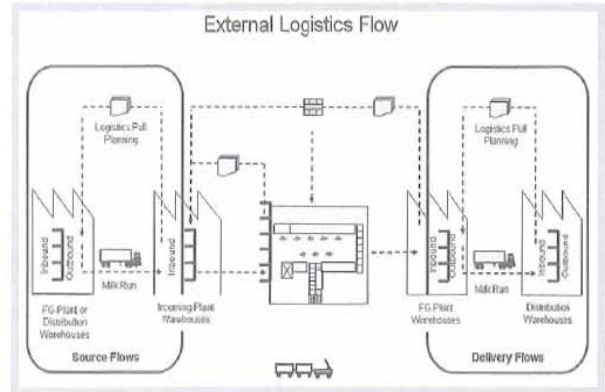 External Logistics Flow
Logistics Pull
Planning
Logistics Pull
Planning
Inbound
Outbound
Milk Run
Inbound
Inbound
Outbound
Milk Run
Inbound
Outbound
FG Plant or
Distribution
Warehouses
Incoming Plant
Warehouses
FG Plant
Warehouses
Distribution
Warehouses
Source Flows
Delivery Flows